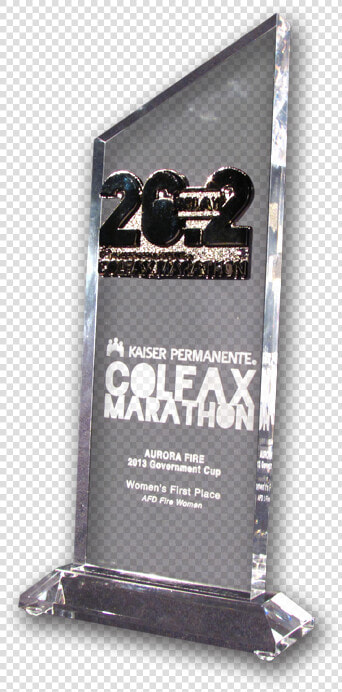 26.2
RELAY
COLFAX MARATHON
KAISER PERMANENTE®
COLFAX
MARATHON
AURORA FIRE
2013 Government Cup
Women's First Place
AFD Fire Women